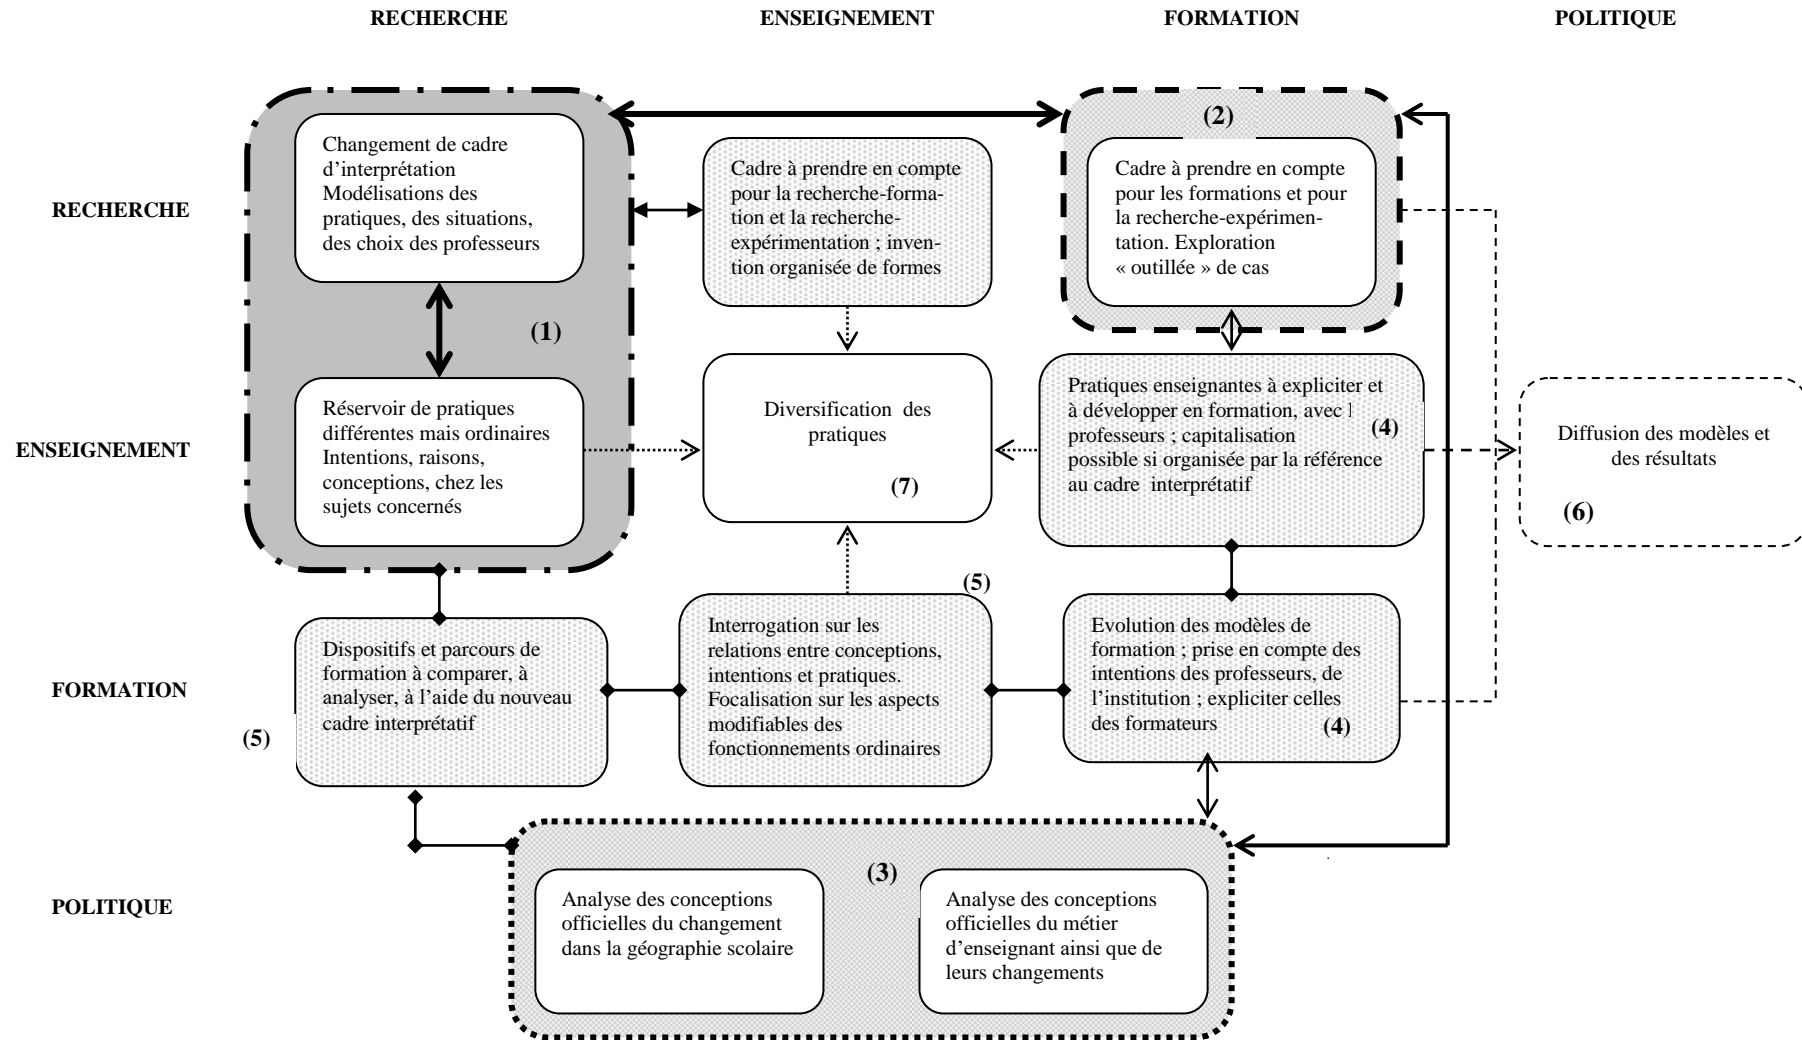 RECHERCHE
ENSEIGNEMENT
FORMATION
POLITIQUE
RECHERCHE
Changement de cadre
d’interprétation
Modélisations des
pratiques, des situations,
des choix des professeurs
(1)
Cadre à prendre en compte
pour la recherche-forma-
tion et la recherche-
expérimentation ; inven-
tion organisée de formes
(2)
Cadre à prendre en compte
pour les formations et pour
la recherche-expérimen-
tation. Exploration
« outillée » de cas
ENSEIGNEMENT
Réservoir de pratiques
différentes mais ordinaires
Intentions, raisons,
conceptions, chez les
sujets concernés
Diversification des
pratiques
(7)
Pratiques enseignantes à expliciter et
à développer en formation, avec
professeurs ; capitalisation
possible si organisée par la référence
au cadre interprétatif
(4)
Diffusion des modèles et
des résultats
(6)
FORMATION
Dispositifs et parcours de
formation à comparer, à
analyser, à l’aide du nouveau
cadre interprétatif
(5)
(5)
Interrogation sur les
relations entre conceptions,
intentions et pratiques.
Focalisation sur les aspects
modifiables des
fonctionnements ordinaires
Evolution des modèles de
formation ; prise en compte des
intentions des professeurs, de
l’institution ; expliciter celles
des formateurs
(4)
POLITIQUE
(3)
Analyse des conceptions
officielles du changement
dans la géographie scolaire
Analyse des conceptions
officielles du métier
d’enseignant ainsi que de
leurs changements